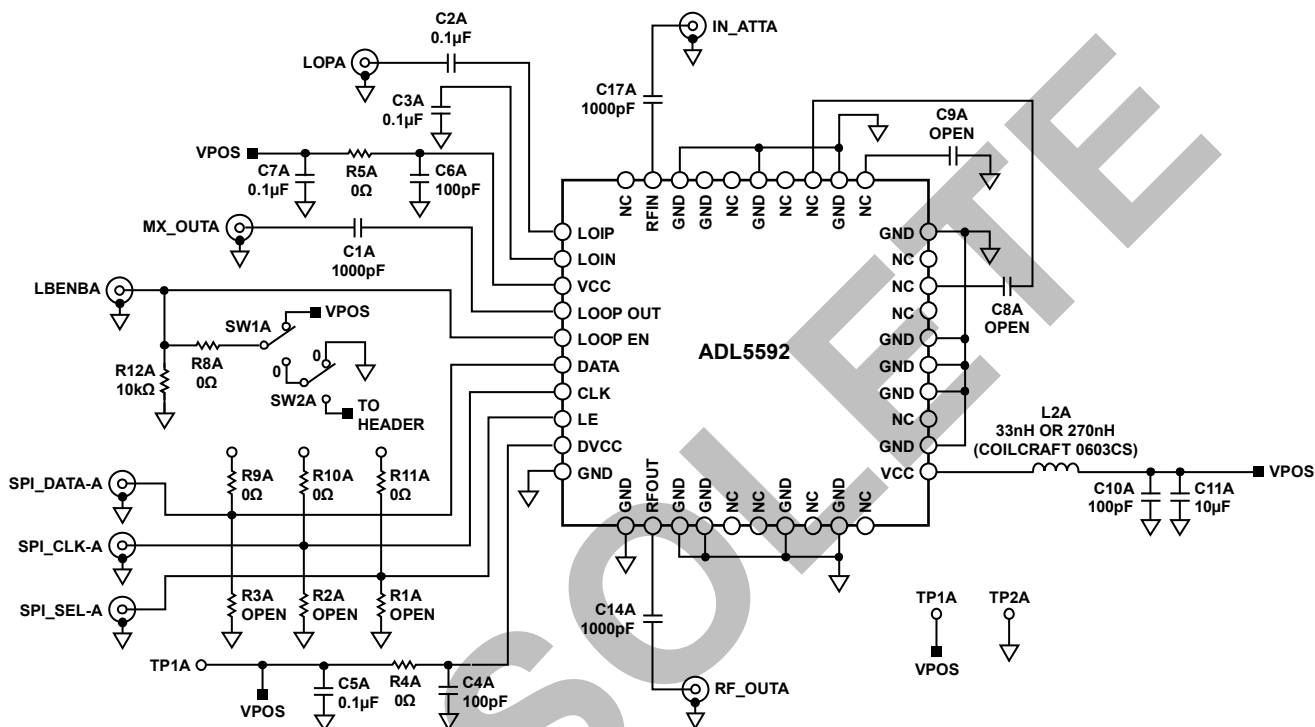 C2A
0.1µF
LOPA
IN_ATTA
C3A
0.1µF
C17A
1000pF
C9A
OPEN
VPOS
C7A
0.1µF
R5A
0Ω
C6A
100pF
MX_OUTA
C1A
1000pF
LBENBA
SW1A
VPOS
R8A
0Ω
R12A
10kΩ
0
0
SW2A
TO
HEADER
NC
RFIN
GND
GND
NC
GND
NC
NC
GND
NC
LOIP
LOIN
VCC
LOOP OUT
LOOP EN
DATA
CLK
LE
DVCC
GND
ADL5592
GND
NC
NC
NC
GND
GND
GND
NC
GND
VCC
C8A
OPEN
L2A
33nH OR 270nH
(COILCRAFT 0603CS)
VPOS
C10A
100pF
C11A
10µF
GND
RFOUT
GND
GND
NC
NC
GND
NC
GND
NC
SPI_DATA-A
SPI_CLK-A
SPI_SEL-A
R9A
0Ω
R10A
0Ω
R11A
0Ω
R3A
OPEN
R2A
OPEN
R1A
OPEN
C14A
1000pF
RF_OUTA
TP1A
VPOS
C5A
0.1µF
R4A
0Ω
C4A
100pF
TP1A
VPOS
TP2A
SOLETE